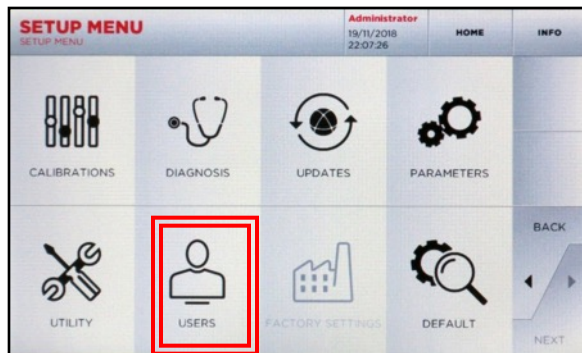 SETUP MENU
SETUP MENU
Administrator
19/11/2018
22:07:26
HOME
INFO
CALIBRATIONS
DIAGNOSIS
UPDATES
PARAMETERS
BACK
UTILITY
USERS
FACTORY SETTINGS
DEFAULT
NEXT